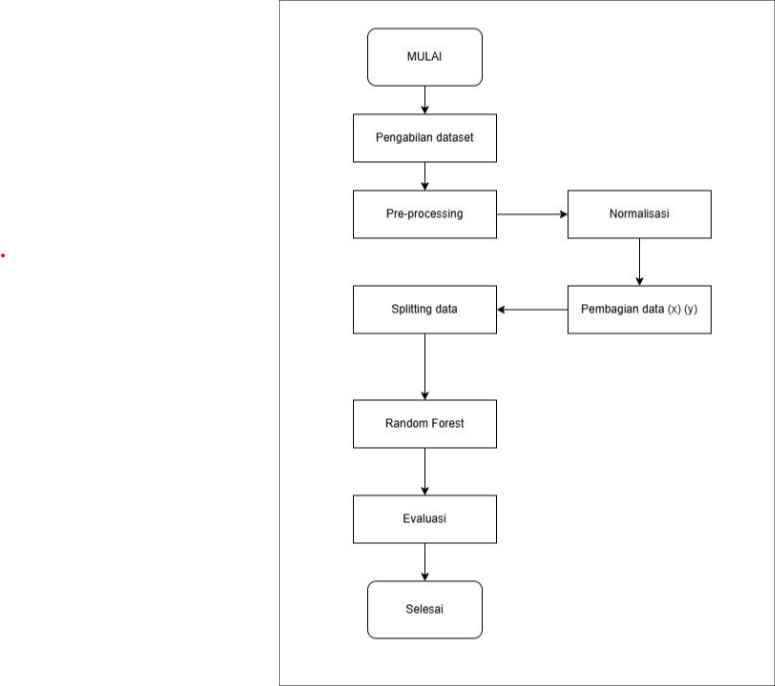 MULAI
Pengabilan dataset
Pre-processing
Normalisasi
Pembagian data (x) (y)
Splitting data
Random Forest
Evaluasi
Selesai